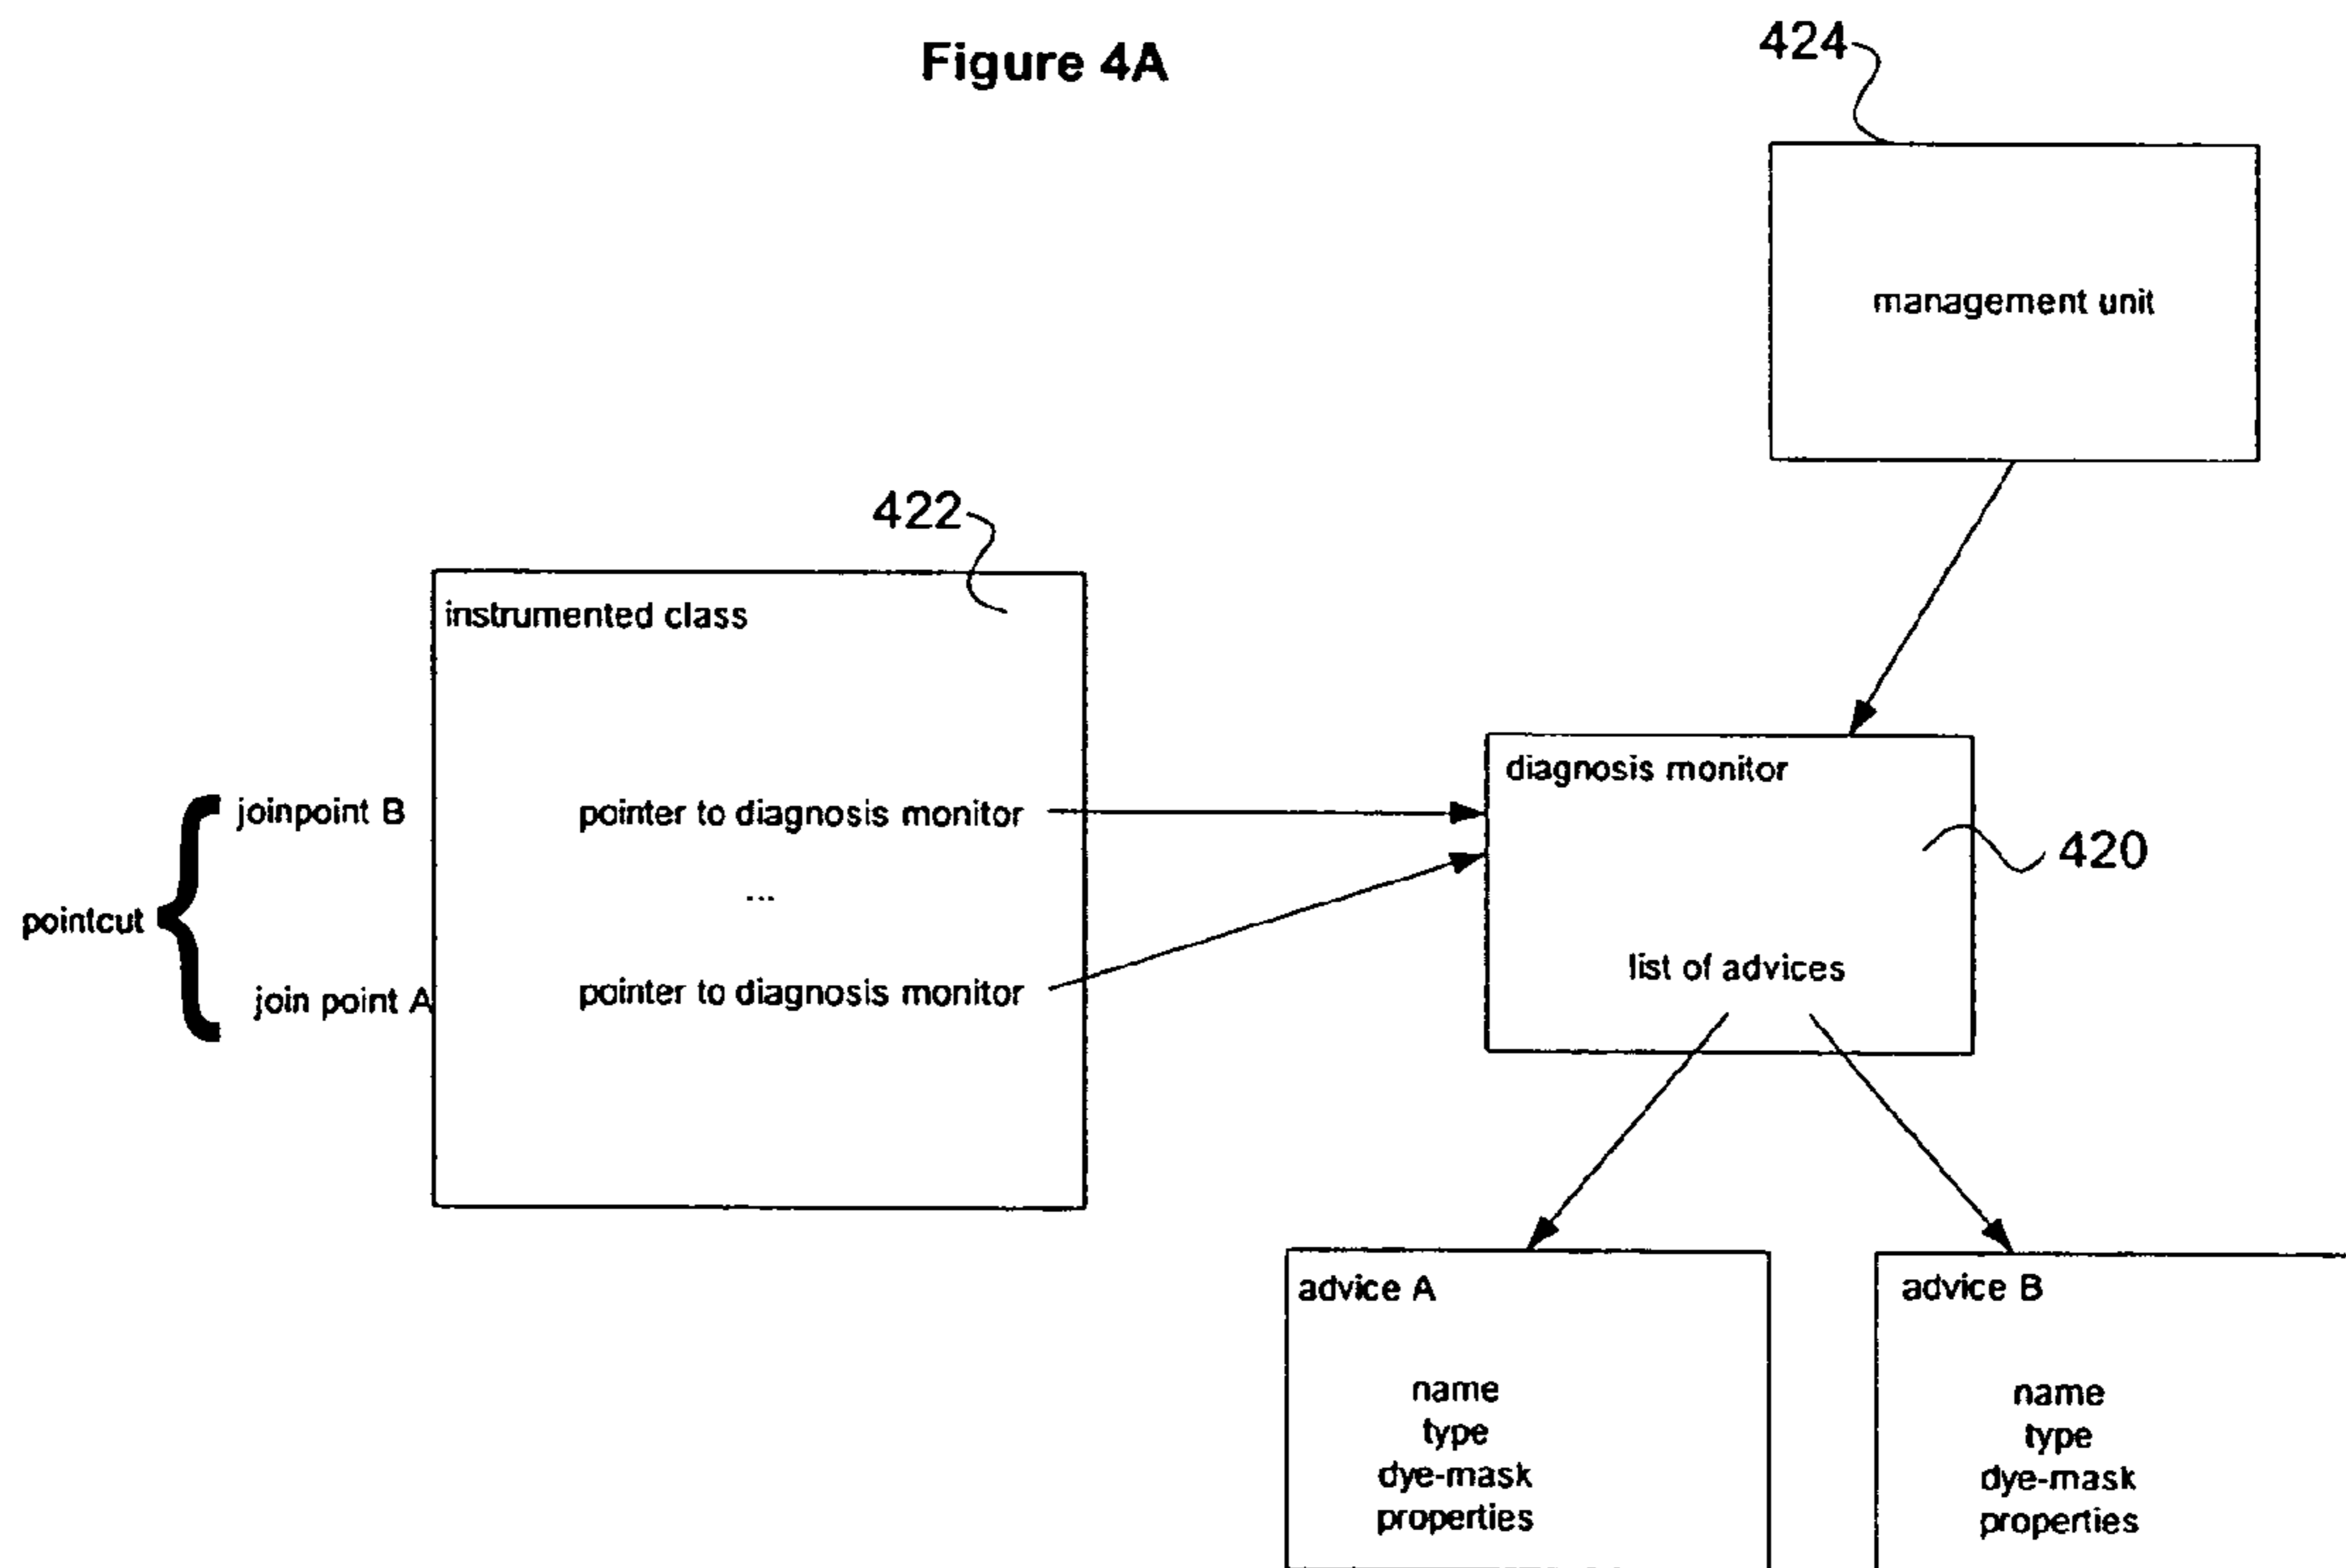 Figure 4A
424
management unit
422
instrumented class
diagnosis monitor
joinpoint B
pointer to diagnosis monitor
420
...
pointcut
list of advices
join point A
pointer to diagnosis monitor
advice A
name
type
dye-mask
properties
advice B
name
type
dye-mask
properties